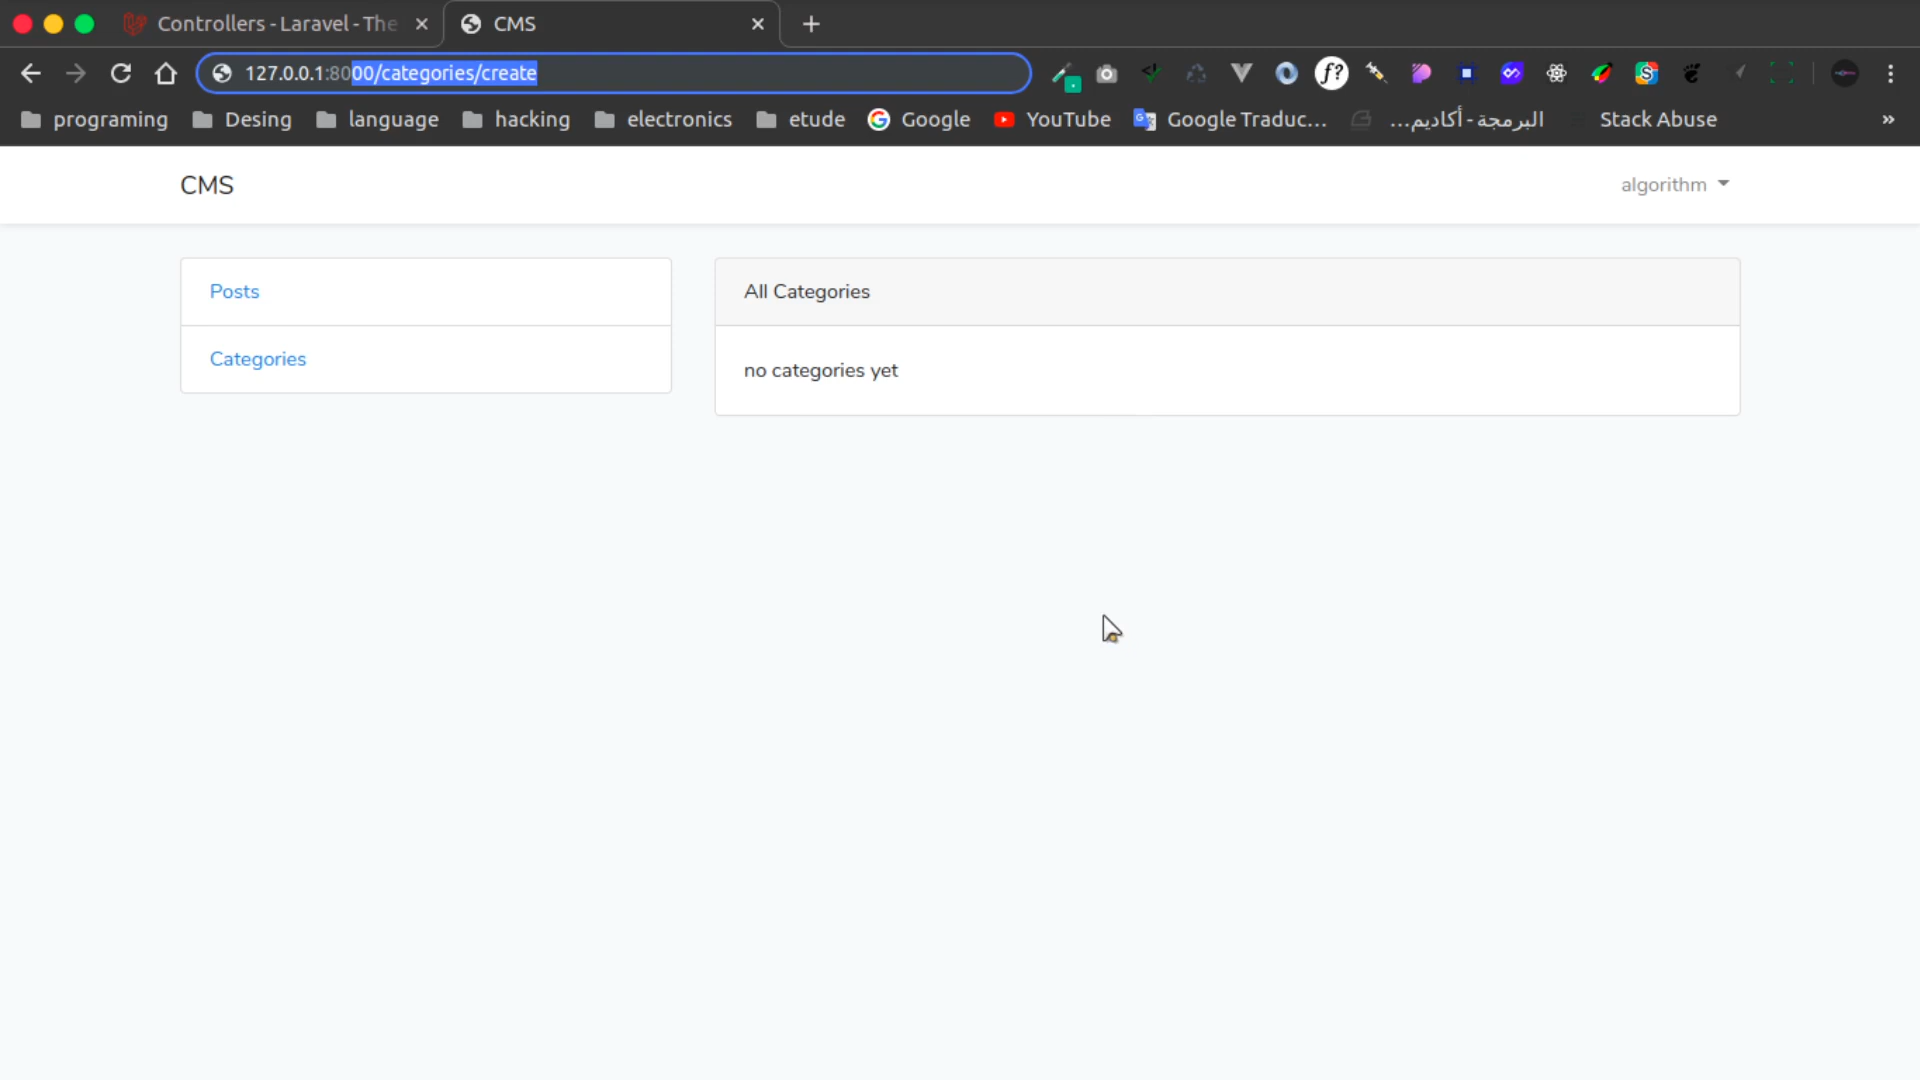 Controllers - Laravel - The
CMS
127.0.0.1:8000/categories/create
f?
programing
Desing
language
hacking
electronics
etude
Google
YouTube
Google Traduc...
البرمجة - أكاديم...
Stack Abuse
»
CMS
algorithm
Posts
Categories
All Categories
no categories yet